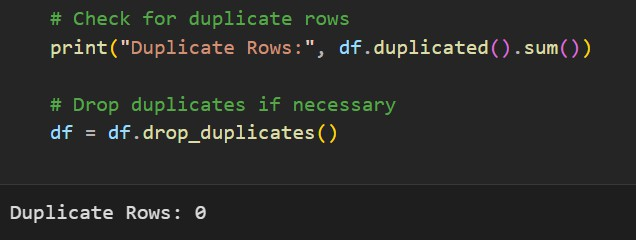 # Check for duplicate rows
print("Duplicate Rows:", df.duplicated().sum())
# Drop duplicates if necessary
df = df.drop_duplicates()
Duplicate Rows: 0